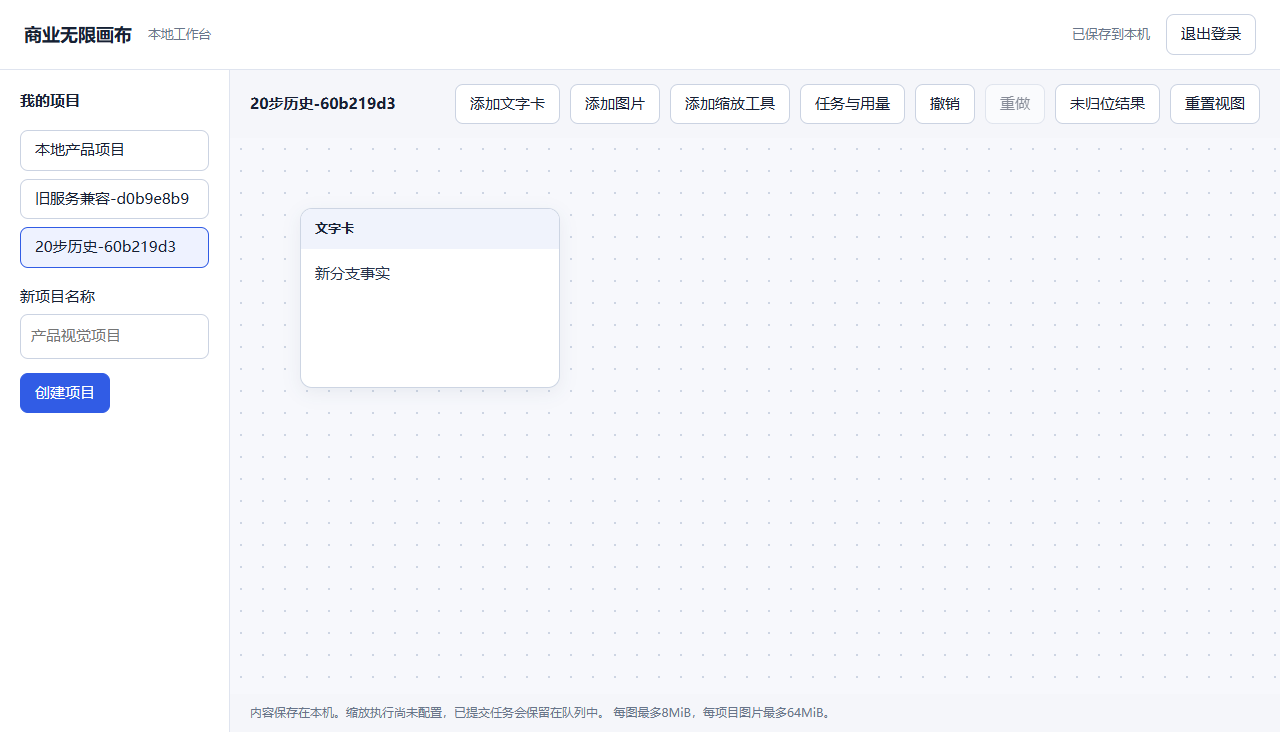 商业无限画布 本地工作台 已保存到本机 退出登录
我的项目
本地产品项目
旧服务兼容-d0b9e8b9
20步历史-60b219d3
新项目名称
产品视觉项目
创建项目
20步历史-60b219d3 添加文字卡 添加图片 添加缩放工具 任务与用量 撤销 重做 未归位结果 重置视图
文字卡
新分支事实
内容保存在本机。缩放执行尚未配置，已提交任务会保留在队列中。 每图最多8MiB，每项目图片最多64MiB。